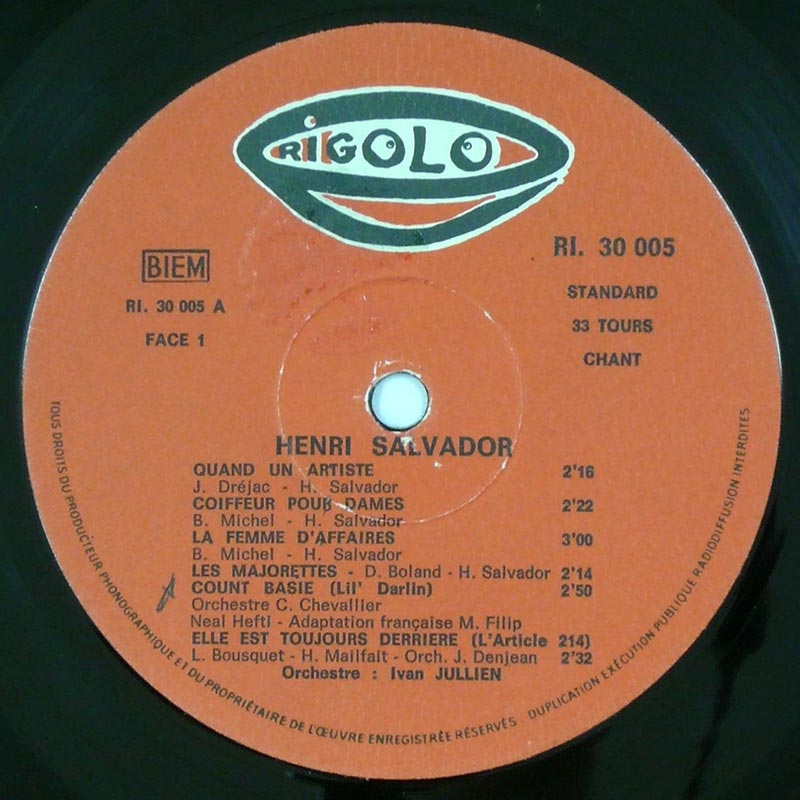 RIGOLO
BIEM
RI. 30 005 A
FACE 1
RI. 30 005
STANDARD
33 TOURS
CHANT
HENRI SALVADOR
QUAND UN ARTISTE 2'16
J. Dréjac - H. Salvador
COIFFEUR POUR DAMES 2'22
B. Michel - H. Salvador
LA FEMME D'AFFAIRES 3'00
B. Michel - H. Salvador
LES MAJORETTES - D. Boland - H. Salvador 2'14
COUNT BASIE (Lil' Darlin) 2'50
Orchestre C. Chevallier
Neal Hefti - Adaptation française M. Filip
ELLE EST TOUJOURS DERRIERE (L'Article 214)
L. Bousquet - H. Mailfait - Orch. J. Denjean 2'32
Orchestre : Ivan JULLIEN
TOUS DROITS DU PRODUCTEUR PHONOGRAPHIQUE ET DU PROPRIÉTAIRE DE L'ŒUVRE ENREGISTRÉE RÉSERVÉS DUPLICATION EXÉCUTION PUBLIQUE RADIODIFFUSION INTERDITES